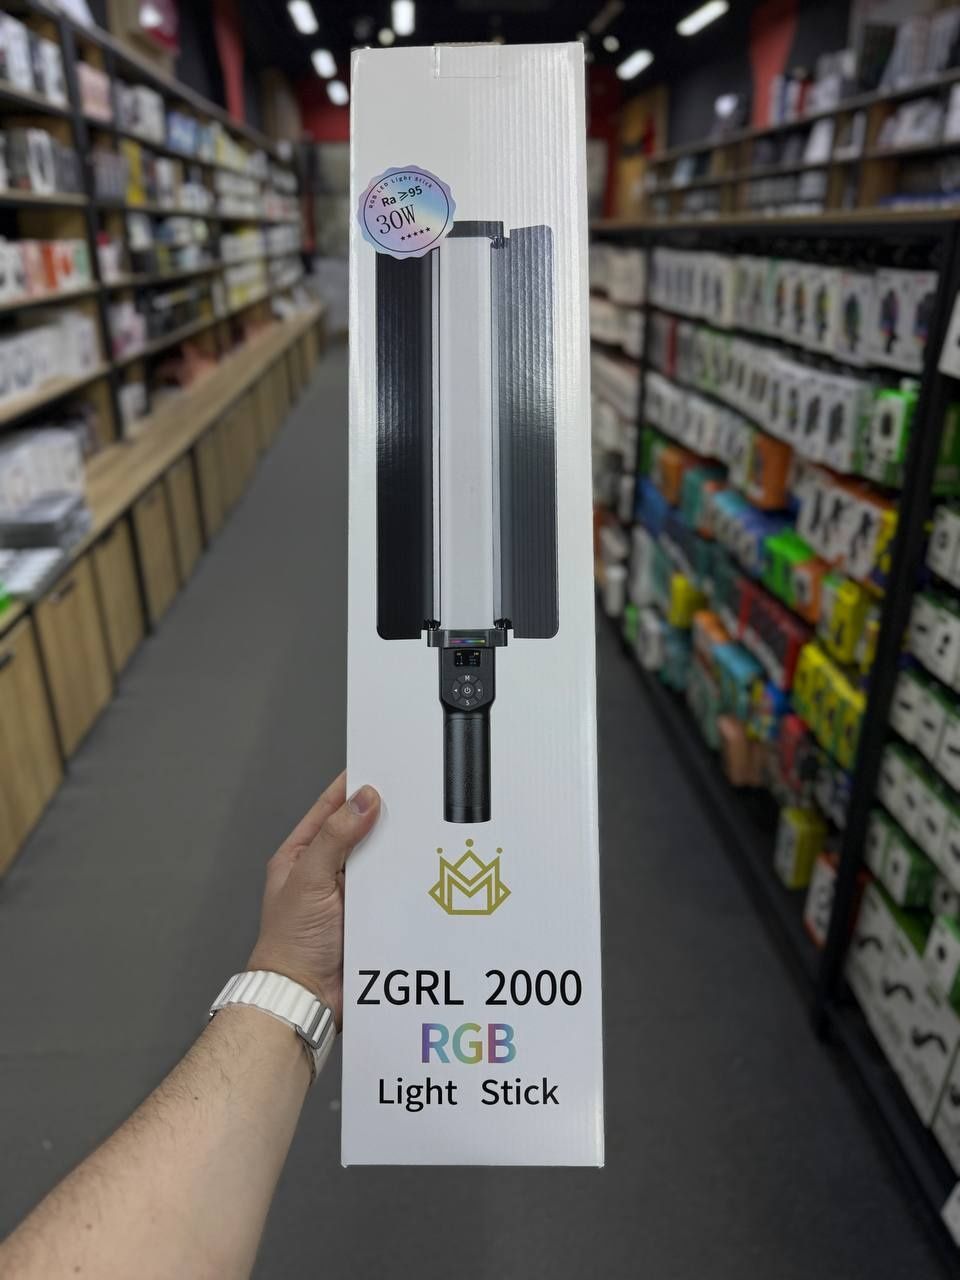 RGB LED Light Stick
Ra ≥95
30W
★★★★★
M
S
ZGRL 2000
RGB
Light Stick